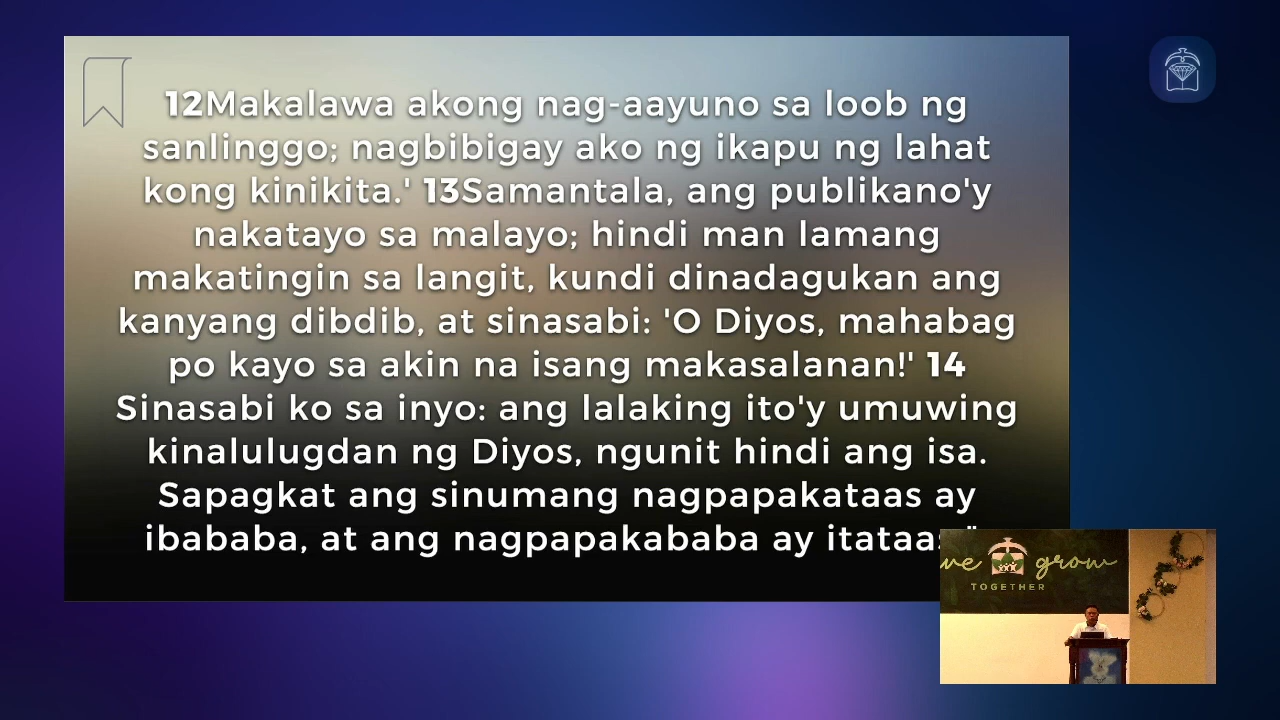 12Makalawa akong nag-aayuno sa loob ng
sanlinggo; nagbibigay ako ng ikapu ng lahat
kong kinikita.' 13Samantala, ang publikano'y
nakatayo sa malayo; hindi man lamang
makatingin sa langit, kundi dinadagukan ang
kanyang dibdib, at sinasabi: 'O Diyos, mahabag
po kayo sa akin na isang makasalanan!' 14
Sinasabi ko sa inyo: ang lalaking ito'y umuwing
kinalulugdan ng Diyos, ngunit hindi ang isa.
Sapagkat ang sinumang nagpapakataas ay
ibababa, at ang nagpapakababa ay itataas."
we grow
TOGETHER